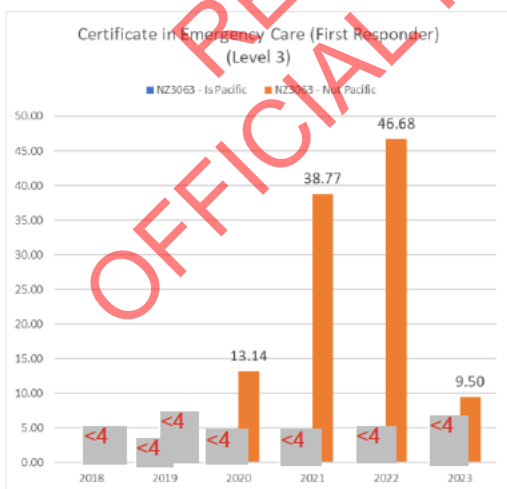 Certificate in Emergency Care (First Responder)
(Level 3)
NZ3063 - Is Pacific NZ3063 - Not Pacific
50.00
45.00
40.00
35.00
30.00
25.00
20.00
15.00
10.00
5.00
0.00
46.68
38.77
13.14
9.50
<4 <4 <4 <4 <4 <4 <4
2018 2019 2020 2021 2022 2023
OFFICIAL